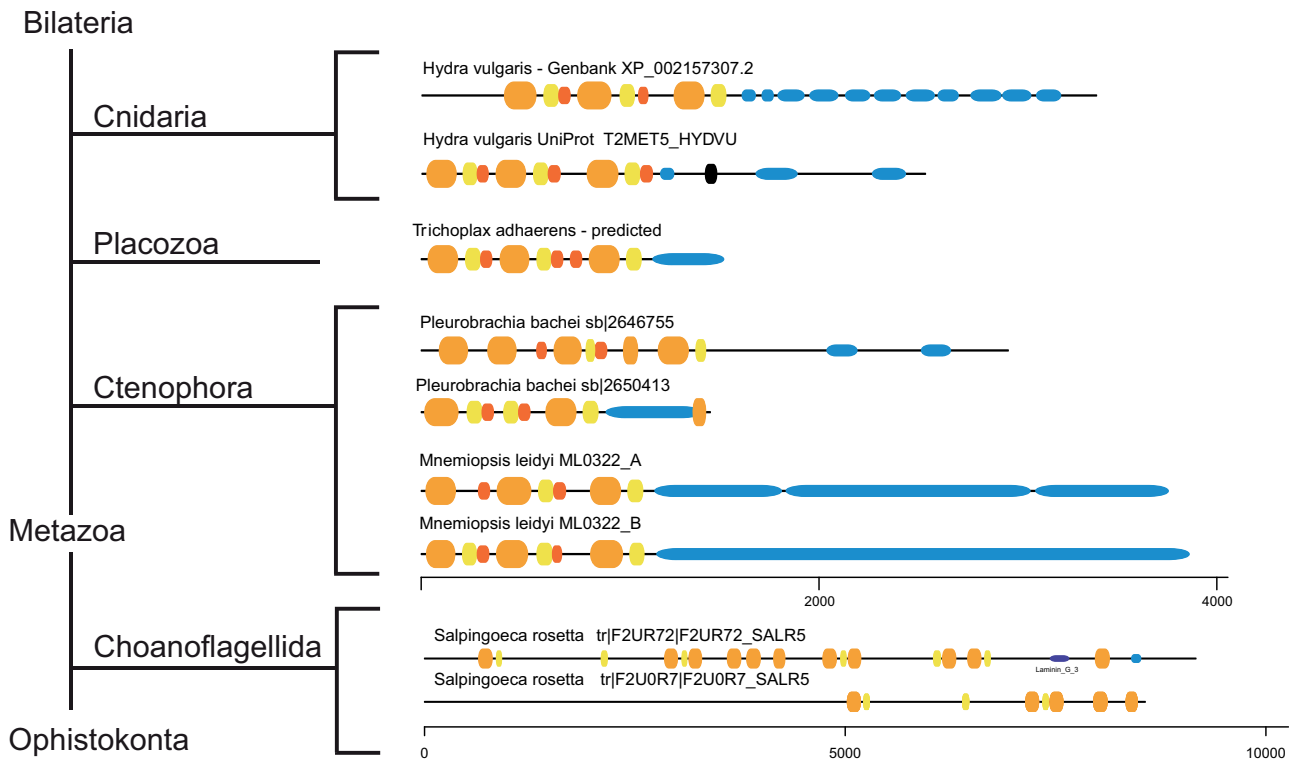 Bilateria
Hydra vulgaris - Genbank XP_002157307.2
Cnidaria
Hydra vulgaris UniProt T2MET5_HYDVU
Placozoa
Trichoplax adhaerens - predicted
Pleurobrachia bachei sb|2646755
Ctenophora
Pleurobrachia bachei sb|2650413
Mnemiopsis leidyi ML0322_A
Metazoa
Mnemiopsis leidyi ML0322_B
2000 4000
Choanoflagellida
Salpingoeca rosetta tr|F2UR72|F2UR72_SALR5
Laminin_G_3
Salpingoeca rosetta tr|F2U0R7|F2U0R7_SALR5
Ophistokonta
0 5000 10000